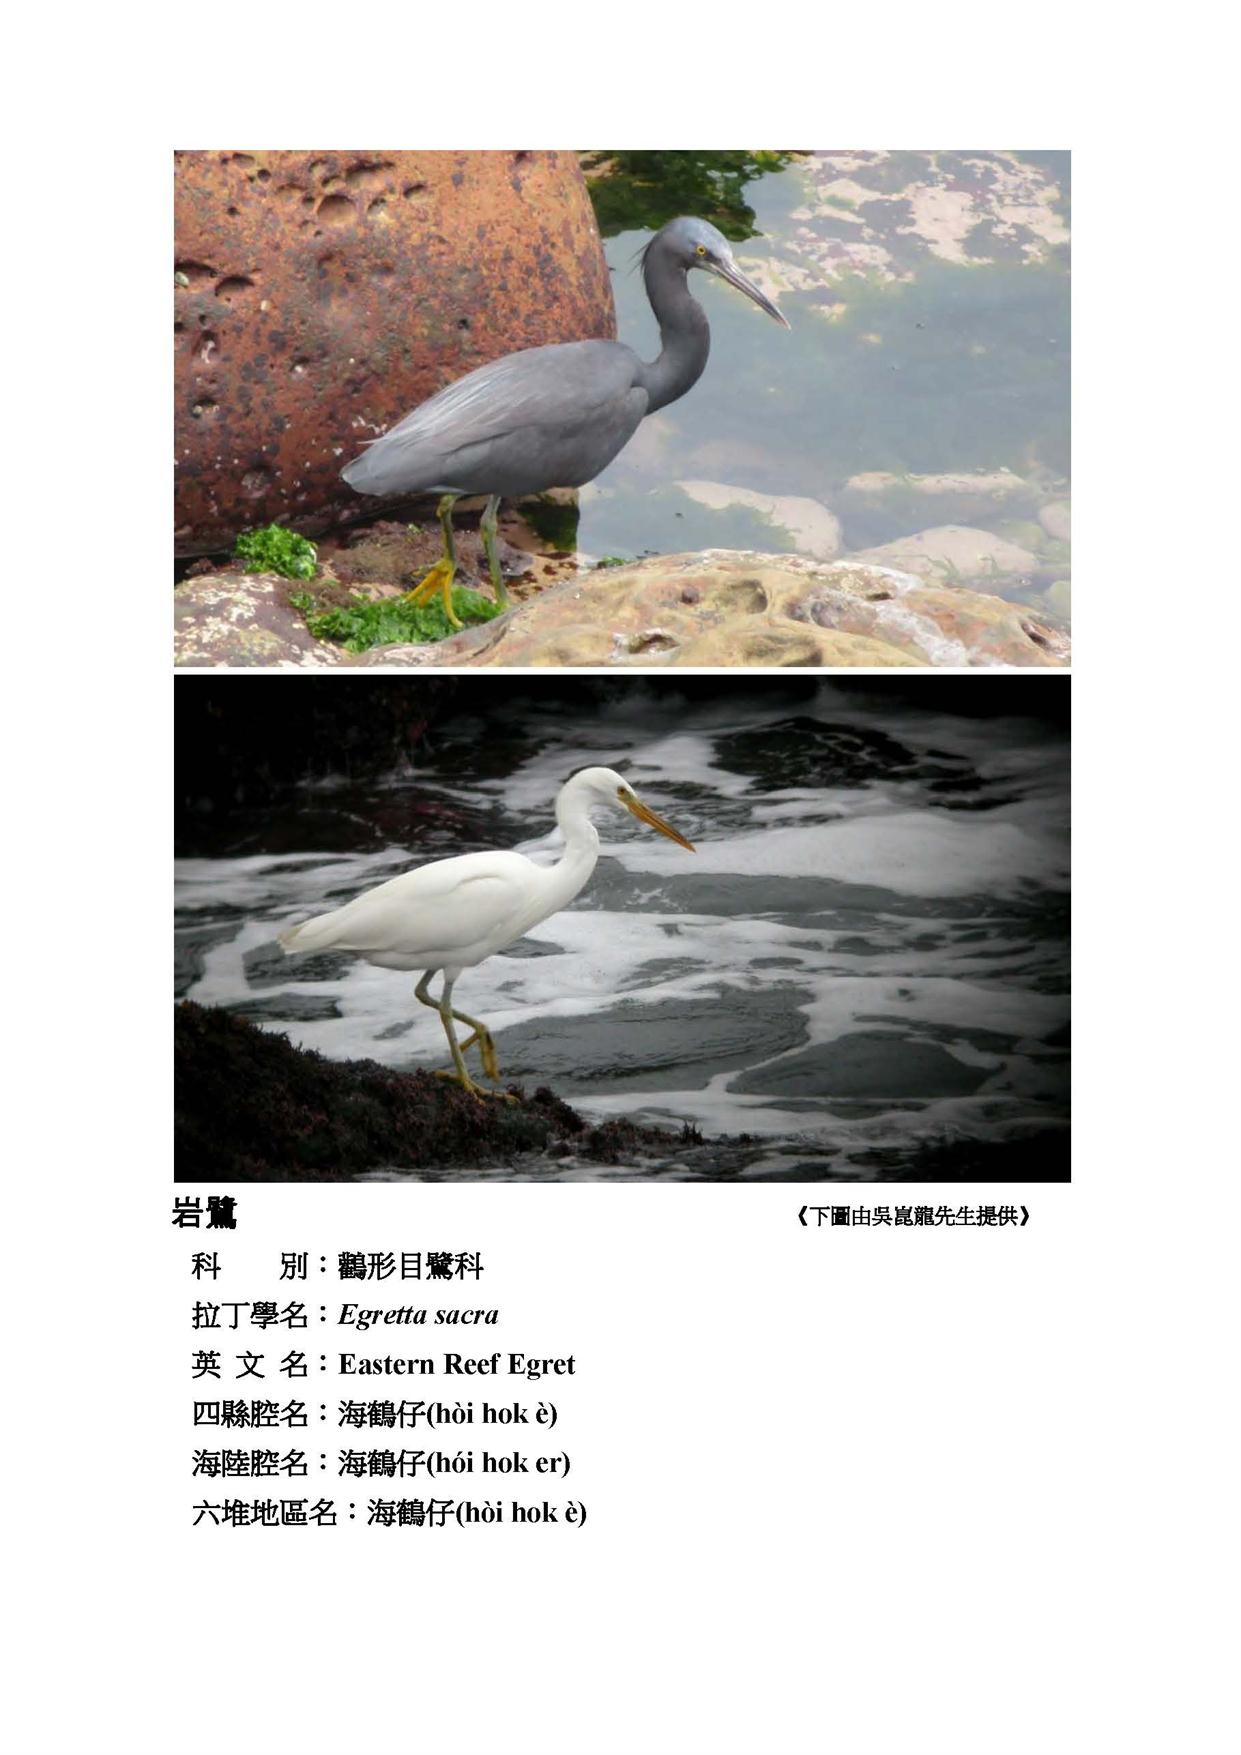 岩鷺 《下圖由吳崑龍先生提供》
科　　別：鸛形目鷺科
拉丁學名：Egretta sacra
英 文 名：Eastern Reef Egret
四縣腔名：海鶴仔(hòi hok è)
海陸腔名：海鶴仔(hói hok er)
六堆地區名：海鶴仔(hòi hok è)